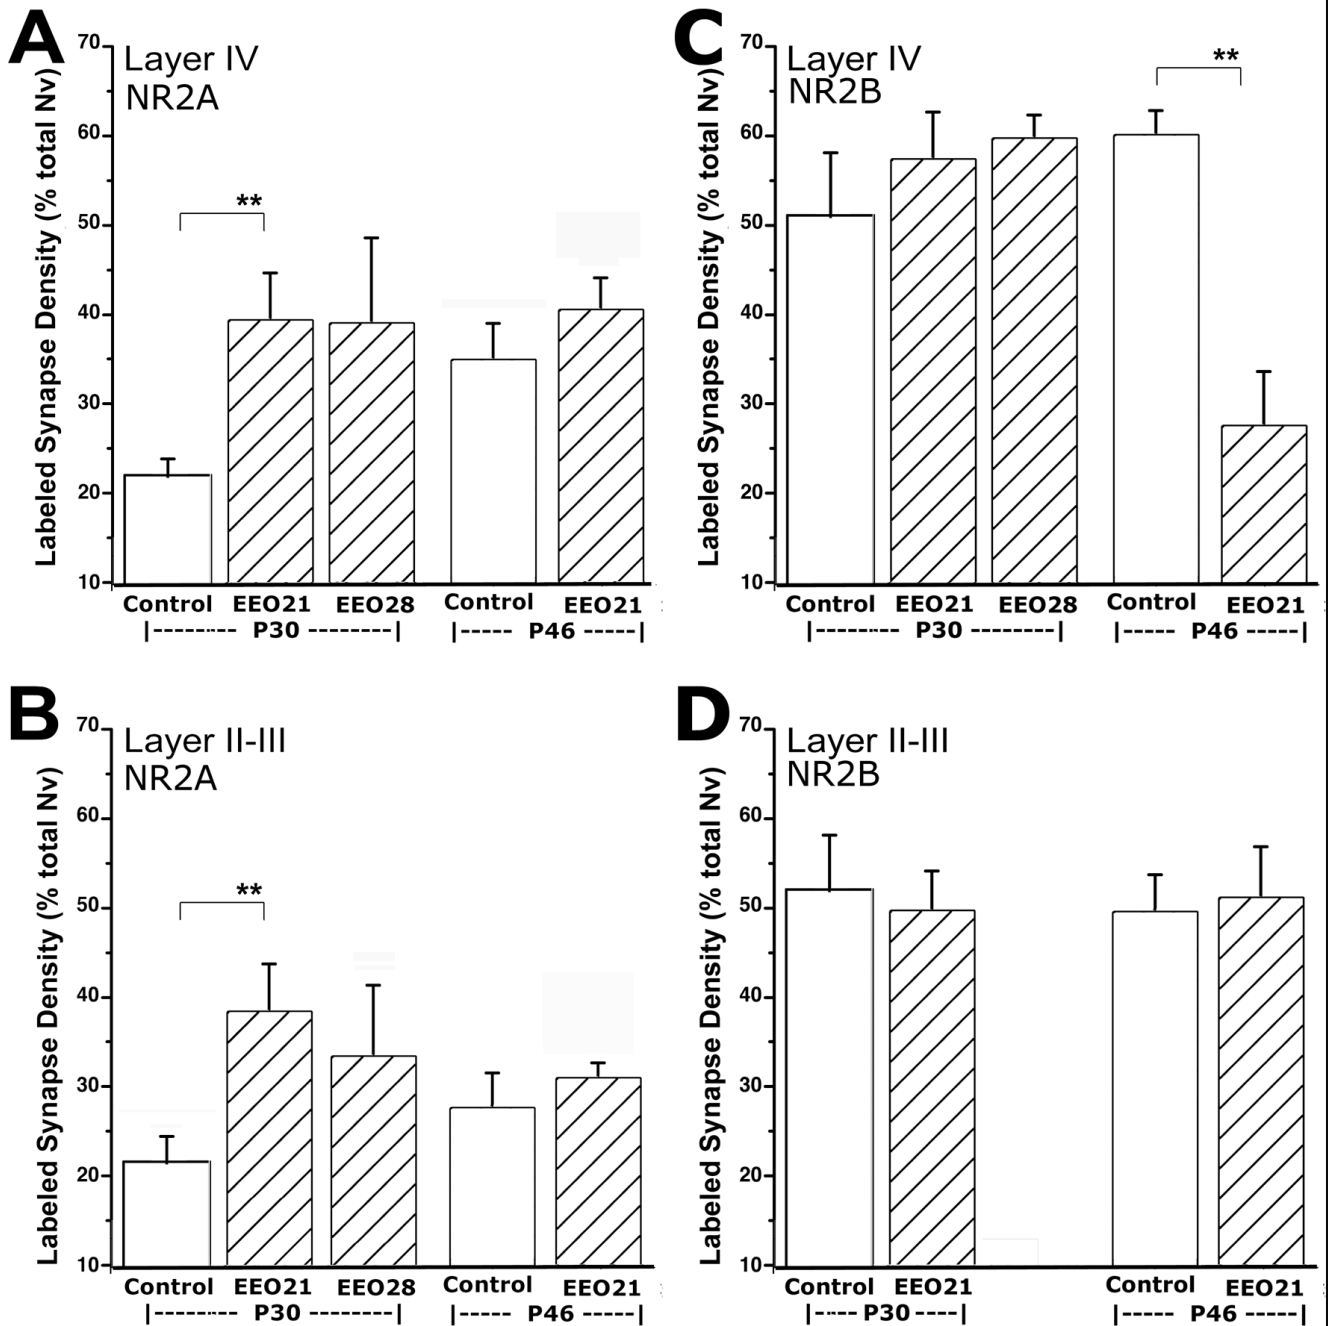 A
Labeled Synapse Density (% total Nv)
Layer IV
NR2A
70
60
50
40
30
20
10
**
Control EEO21 EEO28 Control EEO21
|------- P30 --------| |----- P46 -----|
C
Labeled Synapse Density (% total Nv)
Layer IV
NR2B
70
60
50
40
30
20
10
**
Control EEO21 EEO28 Control EEO21
|------- P30 --------| |----- P46 -----|
B
Labeled Synapse Density (% total Nv)
Layer II-III
NR2A
70
60
50
40
30
20
10
**
Control EEO21 EEO28 Control EEO21
|------- P30 --------| |----- P46 -----|
D
Labeled Synapse Density (% total Nv)
Layer II-III
NR2B
70
60
50
40
30
20
10
Control EEO21 Control EEO21
|---- P30 ----| |----- P46 -----|